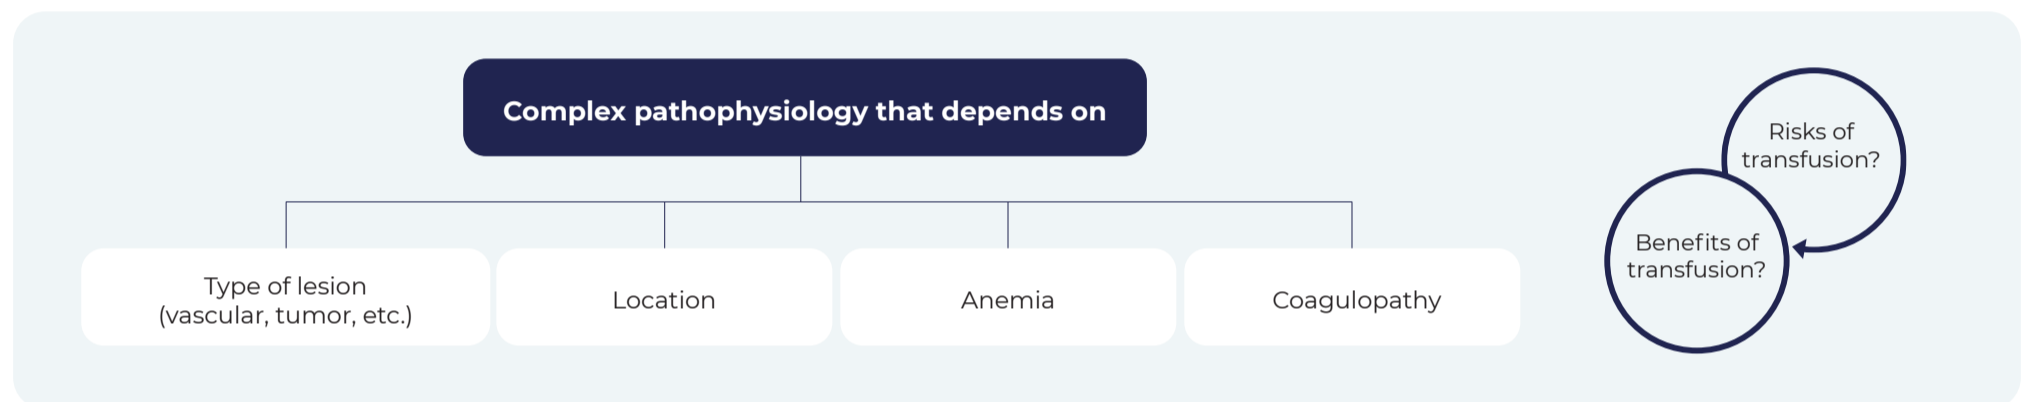 Complex pathophysiology that depends on
Type of lesion
(vascular, tumor, etc.)
Location
Anemia
Coagulopathy
Risks of
transfusion?
Benefits of
transfusion?